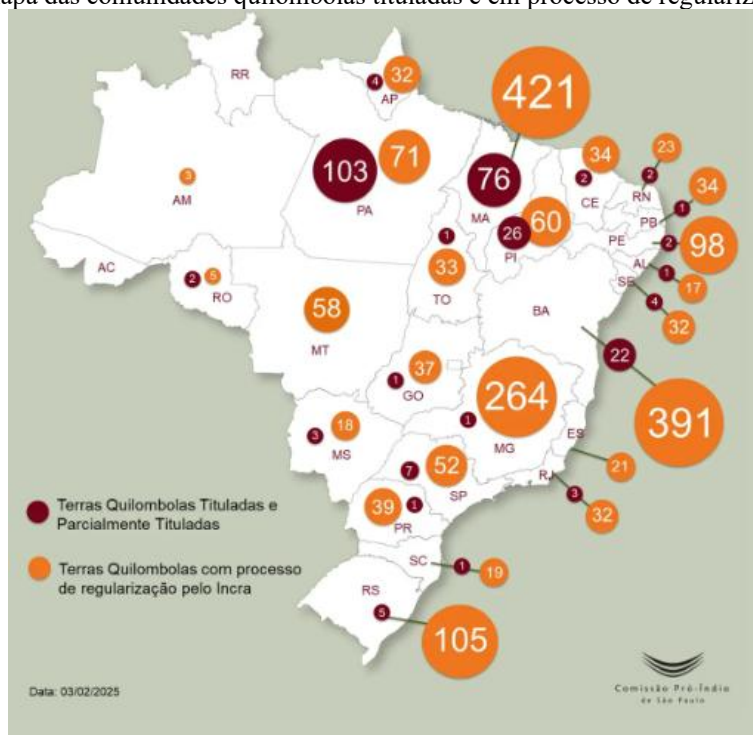 apa das comunidades quilombolas tituladas e em processo de regulariz
RR
4
32
AP
421
103
71
PA
76
MA
34
2
CE
23
2
RN
34
1
PB
3
AM
26
60
PI
PE
2
98
AL
1
17
SE
4
32
1
33
TO
AC
2
5
RO
58
MT
BA
22
391
37
1
GO
264
1
MG
ES
21
18
3
MS
52
7
SP
RJ
3
32
39
1
PR
SC
1
19
RS
5
105
Terras Quilombolas Tituladas e
Parcialmente Tituladas
Terras Quilombolas com processo
de regularização pelo Incra
Data: 03/02/2025
Comissão Pró-Índio
de São Paulo